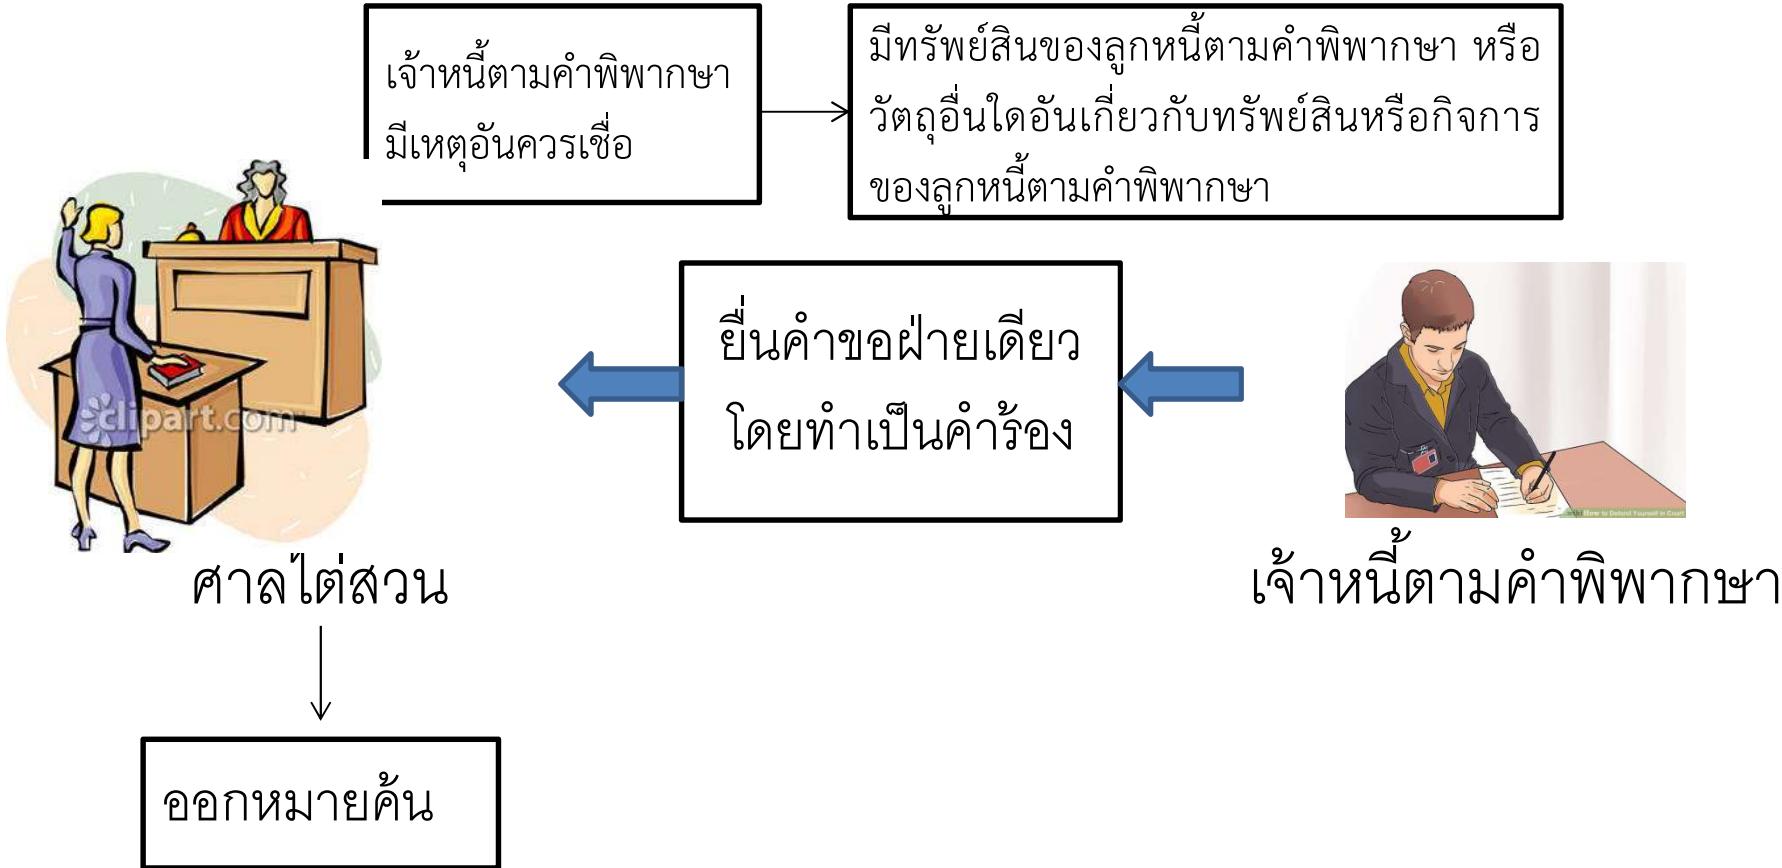 เจ้าหนี้ตามคำพิพากษา
มีเหตุอันควรเชื่อ
มีทรัพย์สินของลูกหนี้ตามคำพิพากษา หรือ
วัตถุอื่นใดอันเกี่ยวกับทรัพย์สินหรือกิจการ
ของลูกหนี้ตามคำพิพากษา
ยื่นคำขอฝ่ายเดียว
โดยทำเป็นคำร้อง
clipart.com
wikiHow to Defend Yourself in Court
ศาลไต่สวน
เจ้าหนี้ตามคำพิพากษา
ออกหมายค้น